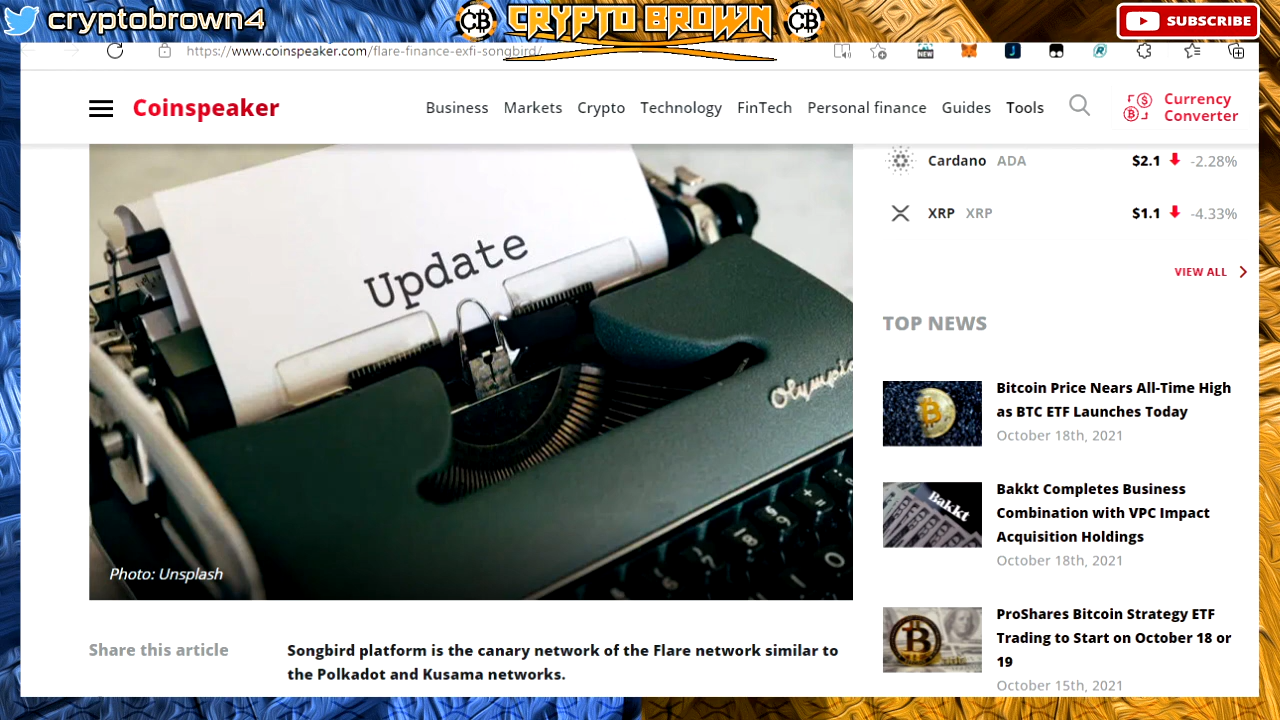 cryptobrown4
CB
CRYPTO BROWN
CB
SUBSCRIBE
https://www.coinspeaker.com/flare-finance-exfi-songbird/
NEW
Coinspeaker
Business
Markets
Crypto
Technology
FinTech
Personal finance
Guides
Tools
Currency
Converter
Update
Olympia
Photo: Unsplash
Share this article
Songbird platform is the canary network of the Flare network similar to
the Polkadot and Kusama networks.
Cardano ADA $2.1 -2.28%
XRP XRP $1.1 -4.33%
VIEW ALL
TOP NEWS
Bitcoin Price Nears All-Time High
as BTC ETF Launches Today
October 18th, 2021
Bakkt
Bakkt Completes Business
Combination with VPC Impact
Acquisition Holdings
October 18th, 2021
ProShares Bitcoin Strategy ETF
Trading to Start on October 18 or
19
October 15th, 2021